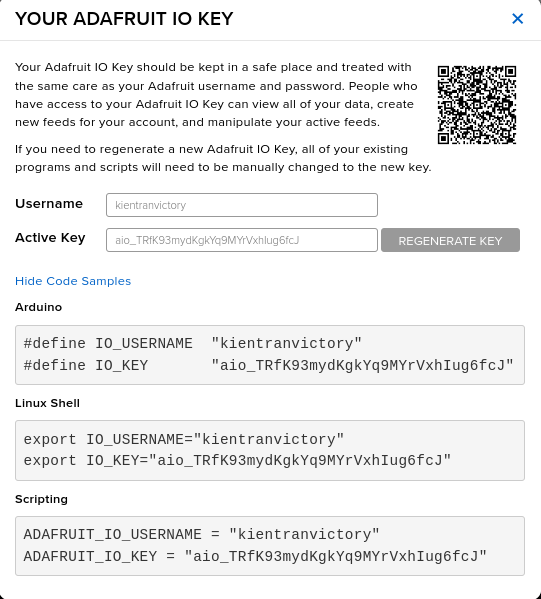 YOUR ADAFRUIT IO KEY
Your Adafruit IO Key should be kept in a safe place and treated with
the same care as your Adafruit username and password. People who
have access to your Adafruit IO Key can view all of your data, create
new feeds for your account, and manipulate your active feeds.
If you need to regenerate a new Adafruit IO Key, all of your existing
programs and scripts will need to be manually changed to the new key.
Username kientranvictory
Active Key aio_TRfK93mydKgkYq9MYrVxhIug6fcJ REGENERATE KEY
Hide Code Samples
Arduino
#define IO_USERNAME  "kientranvictory"
#define IO_KEY       "aio_TRfK93mydKgkYq9MYrVxhIug6fcJ"
Linux Shell
export IO_USERNAME="kientranvictory"
export IO_KEY="aio_TRfK93mydKgkYq9MYrVxhIug6fcJ"
Scripting
ADAFRUIT_IO_USERNAME = "kientranvictory"
ADAFRUIT_IO_KEY = "aio_TRfK93mydKgkYq9MYrVxhIug6fcJ"